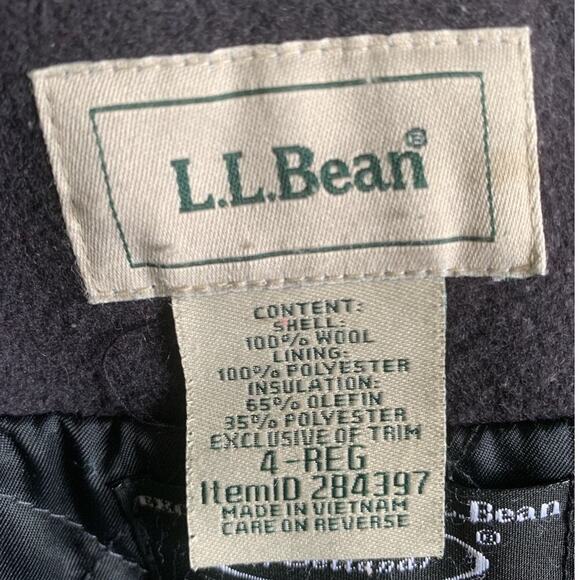 L.L.Bean®
CONTENT:
SHELL:
100% WOOL
LINING:
100% POLYESTER
INSULATION:
65% OLEFIN
35% POLYESTER
EXCLUSIVE OF TRIM
4-REG
ItemID 284397
MADE IN VIETNAM
CARE ON REVERSE
L.Bean
®